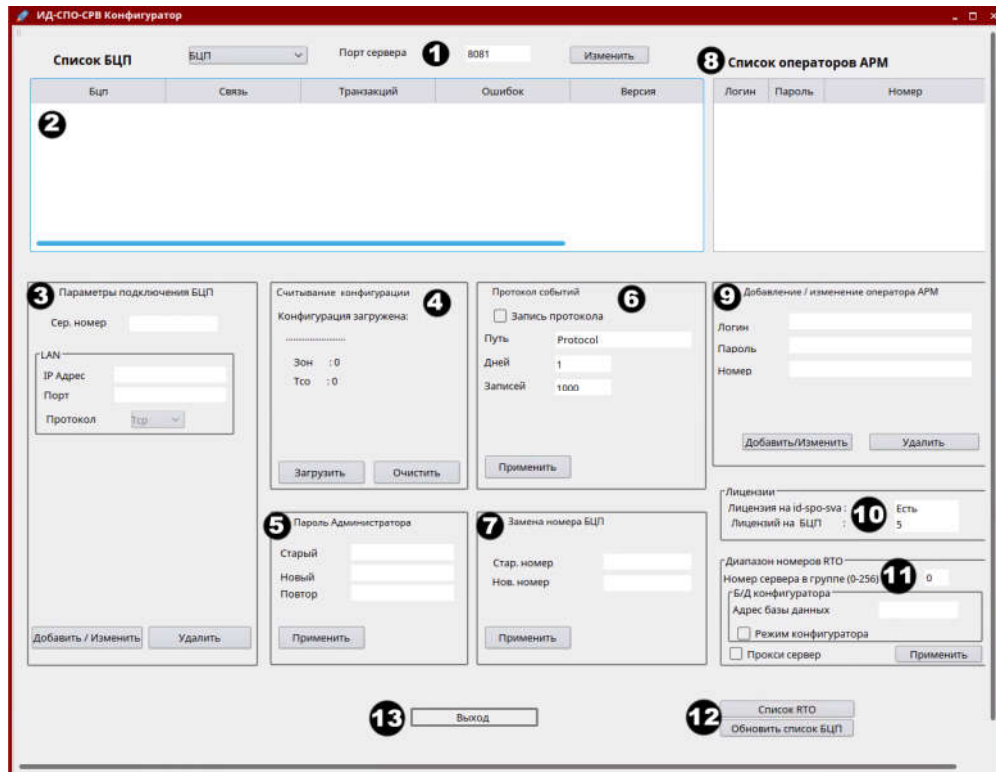 ИД-СПО-СРВ Конфигуратор
Список БЦП
БЦП
Порт сервера
1
8081
Изменить
8
Список операторов АРМ
Бцп Связь Транзакций Ошибок Версия
Логин Пароль Номер
2
3 Параметры подключения БЦП
Сер. номер
LAN
IP Адрес
Порт
Протокол Tcp
Добавить / Изменить Удалить
Считывание конфигурации
4
Конфигурация загружена:
......................
Зон : 0
Тсо : 0
Загрузить Очистить
5 Пароль Администратора
Старый
Новый
Повтор
Применить
Протокол событий
6
Запись протокола
Путь Protocol
Дней 1
Записей 1000
Применить
7 Замена номера БЦП
Стар. номер
Нов. номер
Применить
9 Добавление / изменение оператора АРМ
Логин
Пароль
Номер
Добавить/Изменить Удалить
Лицензии
Лицензия на id-spo-sva : Есть
10
Лицензий на БЦП : 5
Диапазон номеров RTO
Номер сервера в группе (0-256) 11 0
Б/Д конфигуратора
Адрес базы данных
Режим конфигуратора
Прокси сервер Применить
12
Список RTO
Обновить список БЦП
13 Выход